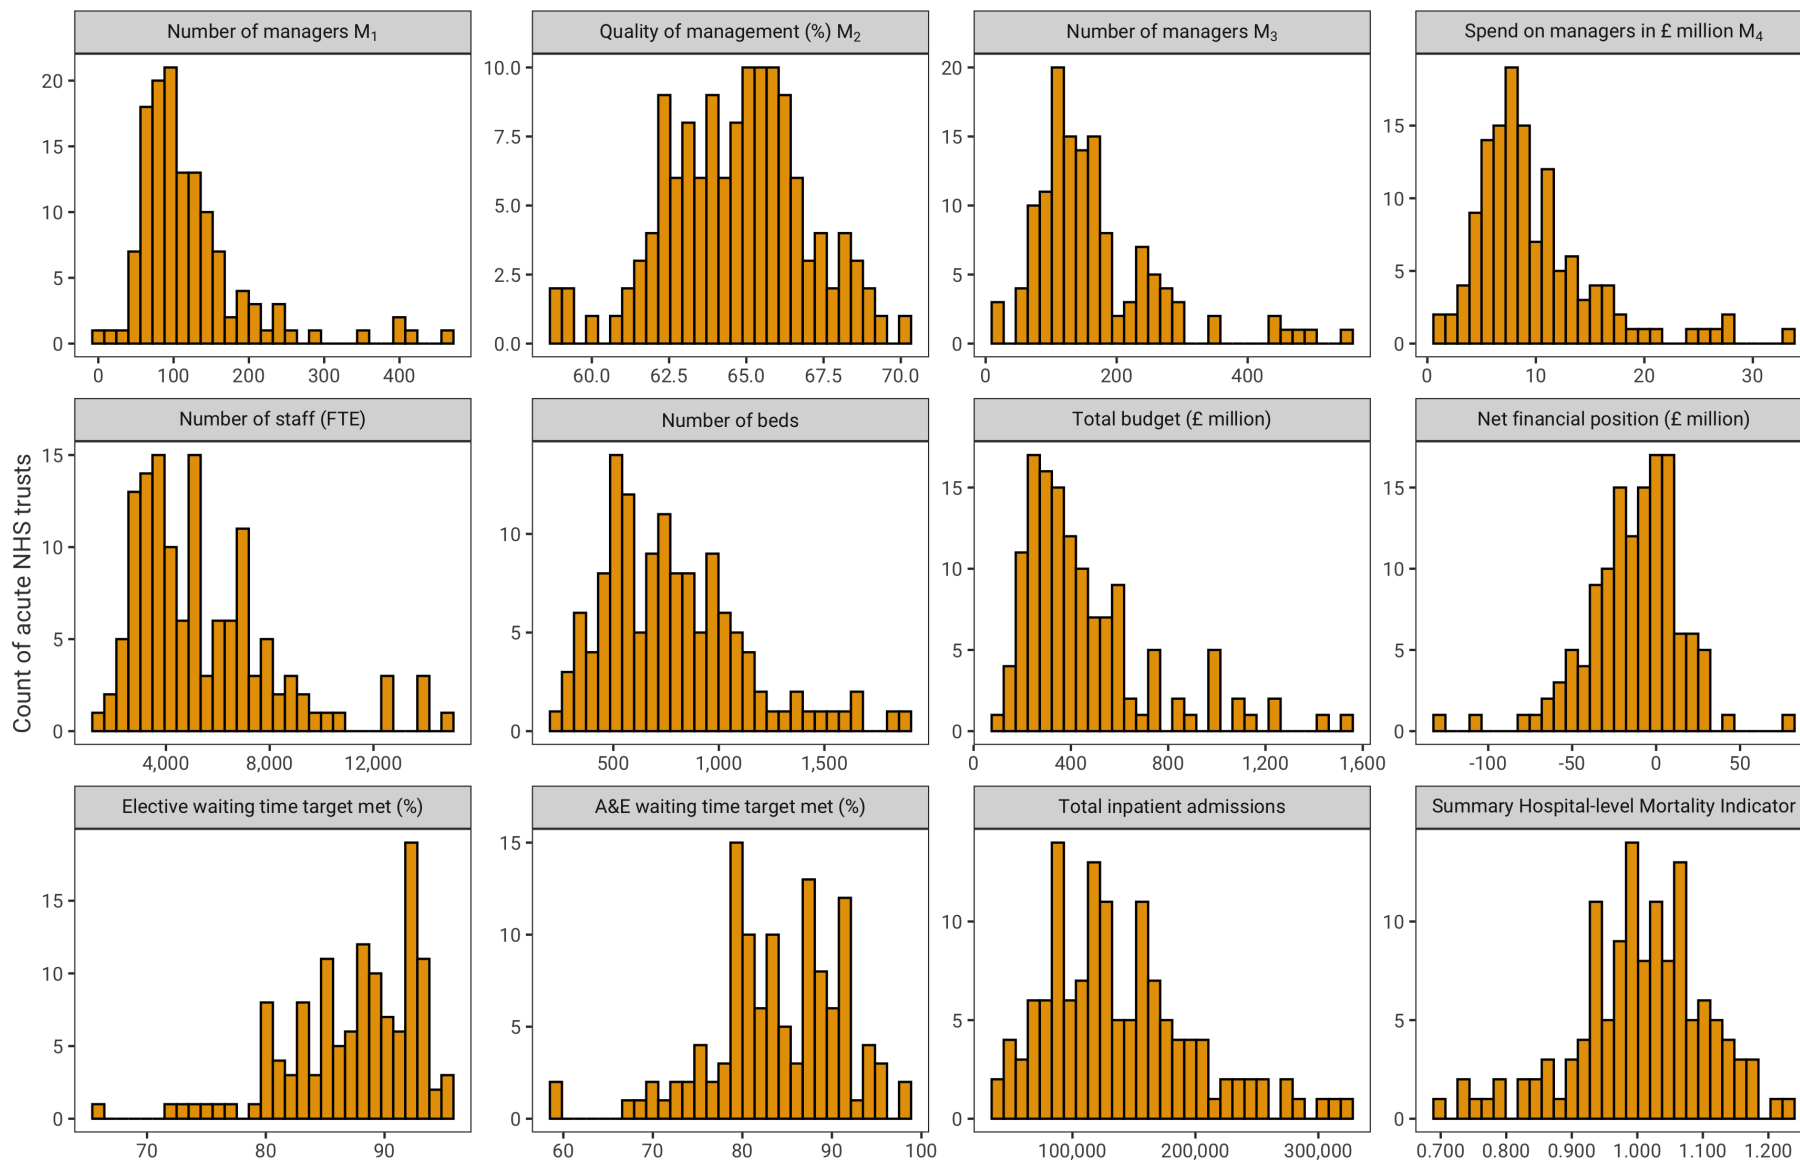 Number of managers M₁
Quality of management (%) M₂
Number of managers M₃
Spend on managers in £ million M₄
20
15
10
5
0
0 100 200 300 400
10.0
7.5
5.0
2.5
0.0
60.0 62.5 65.0 67.5 70.0
20
15
10
5
0
0 200 400
15
10
5
0
0 10 20 30
Count of acute NHS trusts
Number of staff (FTE)
Number of beds
Total budget (£ million)
Net financial position (£ million)
15
10
5
0
4,000 8,000 12,000
10
5
0
500 1,000 1,500
15
10
5
0
0 400 800 1,200 1,600
15
10
5
0
-100 -50 0 50
Elective waiting time target met (%)
A&E waiting time target met (%)
Total inpatient admissions
Summary Hospital-level Mortality Indicator
15
10
5
0
70 80 90
15
10
5
0
60 70 80 90 100
10
5
0
100,000 200,000 300,000
10
5
0
0.700 0.800 0.900 1.000 1.100 1.200